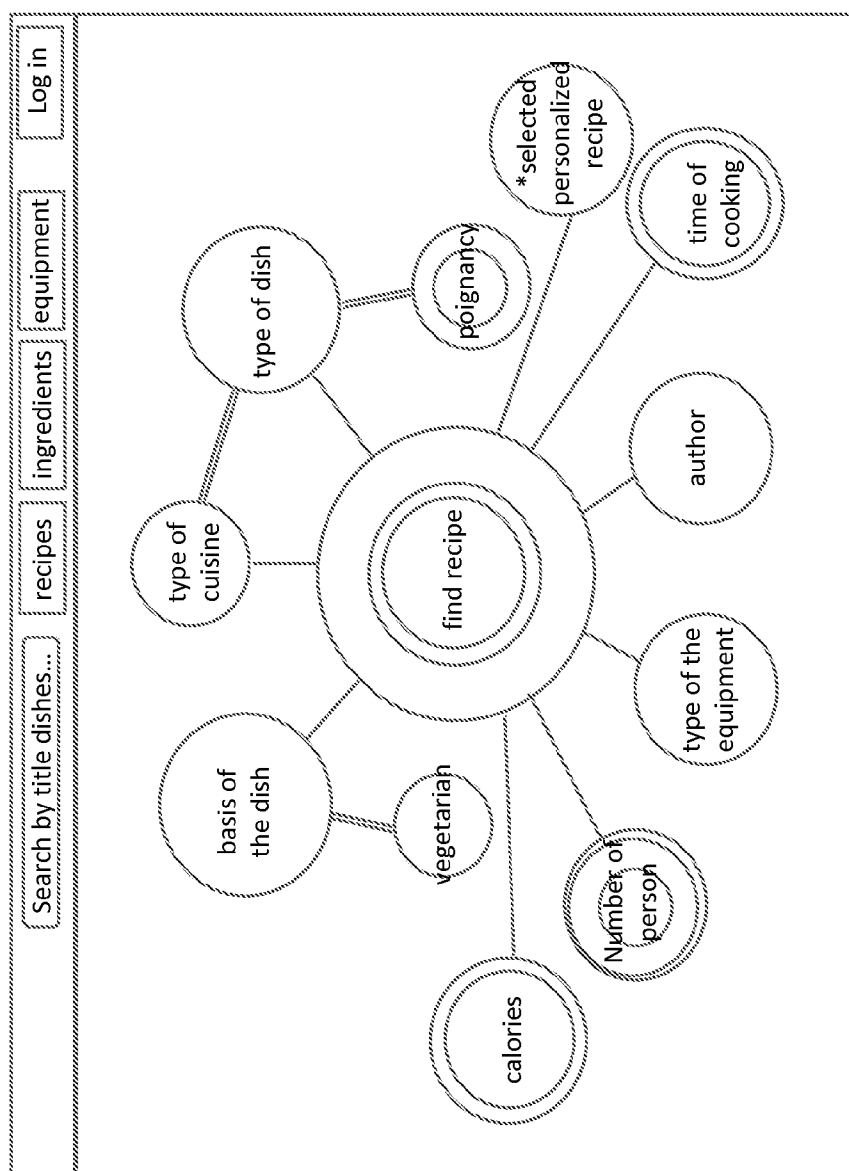 Search by title dishes...
recipes
ingredients
equipment
Log in
basis of
the dish
type of
cuisine
type of dish
vegetarian
find recipe
poignancy
calories
*selected
personalized
recipe
Number of
person
type of the
equipment
author
time of
cooking